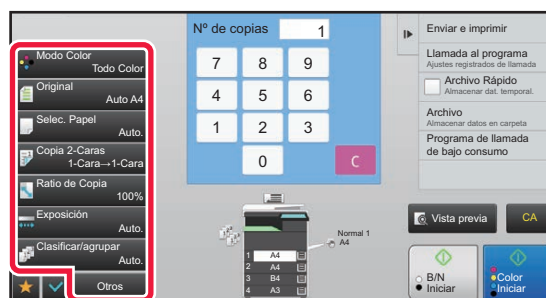 Modo Color
Todo Color
Original
Auto A4
Selec. Papel
Auto.
Copia 2-Caras
1-Cara→1-Cara
Ratio de Copia
100%
Exposición
Auto.
Clasificar/agrupar
Auto.
Otros
Nº de copias 1
7 8 9
4 5 6
1 2 3
0 C
Normal 1
A4
1 A4
2 A4
3 B4
4 A3
Enviar e imprimir
Llamada al programa
Ajustes registrados de llamada
Archivo Rápido
Almacenar dat. temporal.
Archivo
Almacenar datos en carpeta
Programa de llamada
de bajo consumo
Vista previa
CA
B/N
Iniciar
Color
Iniciar